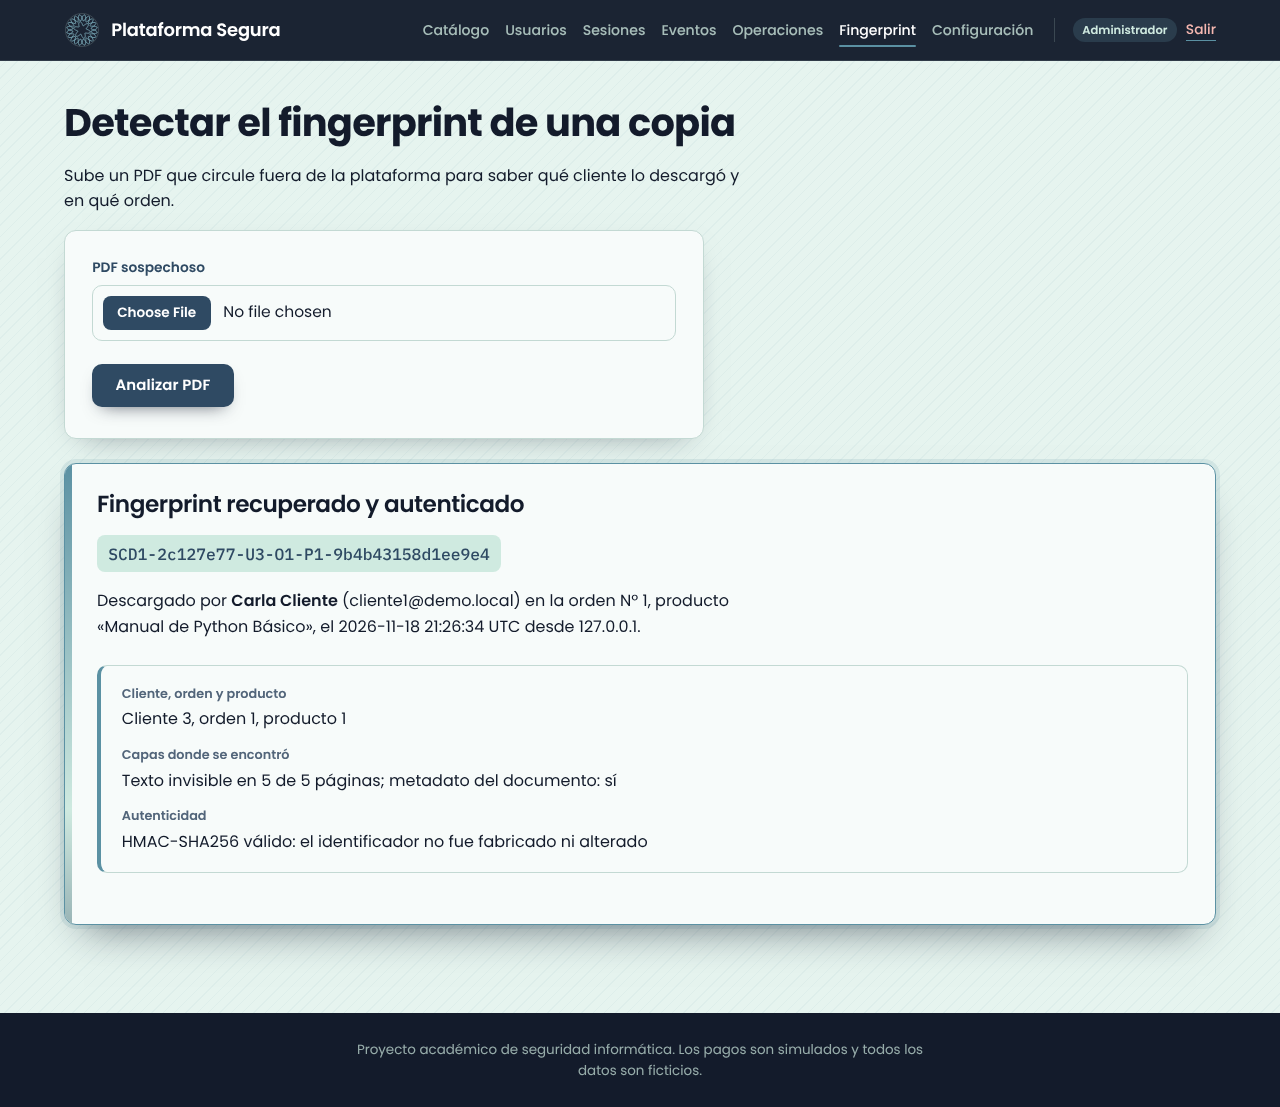 Plataforma Segura
Catálogo Usuarios Sesiones Eventos Operaciones Fingerprint Configuración Administrador Salir
Detectar el fingerprint de una copia
Sube un PDF que circule fuera de la plataforma para saber qué cliente lo descargó y
en qué orden.
PDF sospechoso
Choose File No file chosen
Analizar PDF
Fingerprint recuperado y autenticado
SCD1-2c127e77-U3-O1-P1-9b4b43158d1ee9e4
Descargado por Carla Cliente (cliente1@demo.local) en la orden Nº 1, producto
«Manual de Python Básico», el 2026-11-18 21:26:34 UTC desde 127.0.0.1.
Cliente, orden y producto
Cliente 3, orden 1, producto 1
Capas donde se encontró
Texto invisible en 5 de 5 páginas; metadato del documento: sí
Autenticidad
HMAC-SHA256 válido: el identificador no fue fabricado ni alterado
Proyecto académico de seguridad informática. Los pagos son simulados y todos los
datos son ficticios.